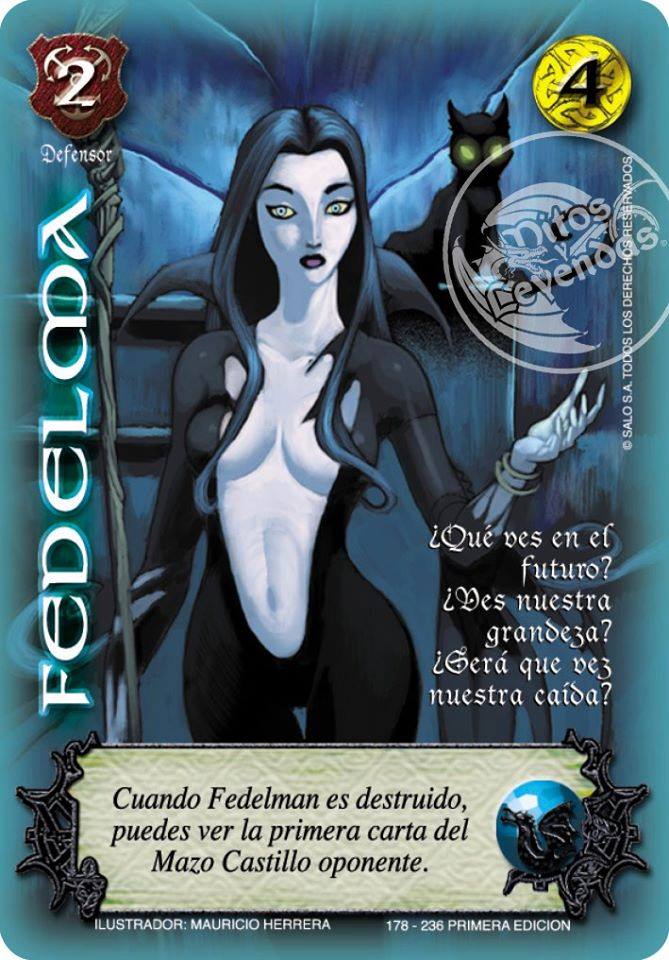 2
4
Defensor
FEDELMA
Mitos
Leyendas
© SALO S.A. TODOS LOS DERECHOS RESERVADOS
¿Qué ves en el
futuro?
¿Ves nuestra
grandeza?
¿Será que vez
nuestra caída?
Cuando Fedelman es destruido,
puedes ver la primera carta del
Mazo Castillo oponente.
ILUSTRADOR: MAURICIO HERRERA 178 - 236 PRIMERA EDICION